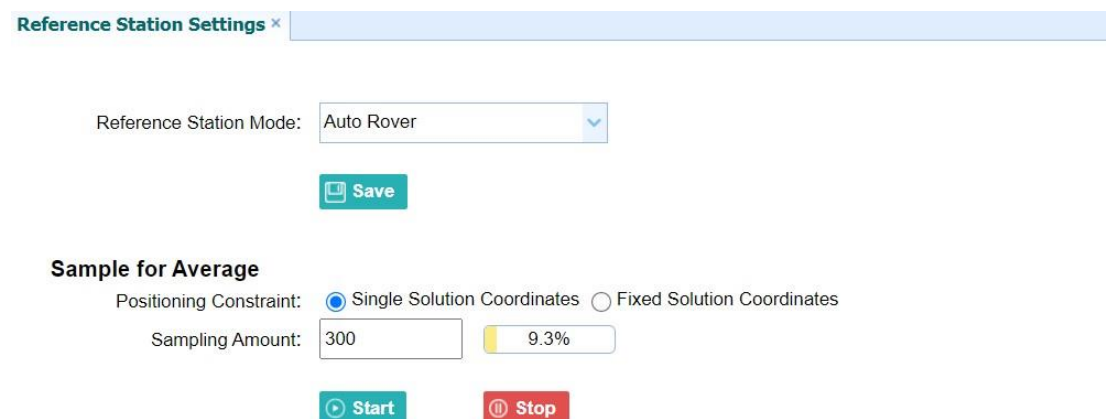 Reference Station Settings ×
Reference Station Mode: Auto Rover
Save
Sample for Average
Positioning Constraint: Single Solution Coordinates Fixed Solution Coordinates
Sampling Amount: 300 9.3%
Start Stop